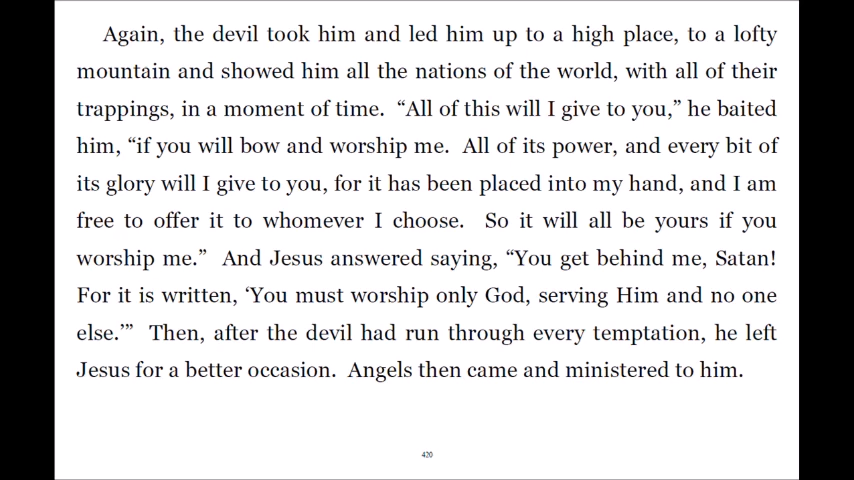 Again, the devil took him and led him up to a high place, to a lofty
mountain and showed him all the nations of the world, with all of their
trappings, in a moment of time.  “All of this will I give to you,” he baited
him, “if you will bow and worship me.  All of its power, and every bit of
its glory will I give to you, for it has been placed into my hand, and I am
free to offer it to whomever I choose.  So it will all be yours if you
worship me.”  And Jesus answered saying, “You get behind me, Satan!
For it is written, ‘You must worship only God, serving Him and no one
else.’”  Then, after the devil had run through every temptation, he left
Jesus for a better occasion.  Angels then came and ministered to him.
420